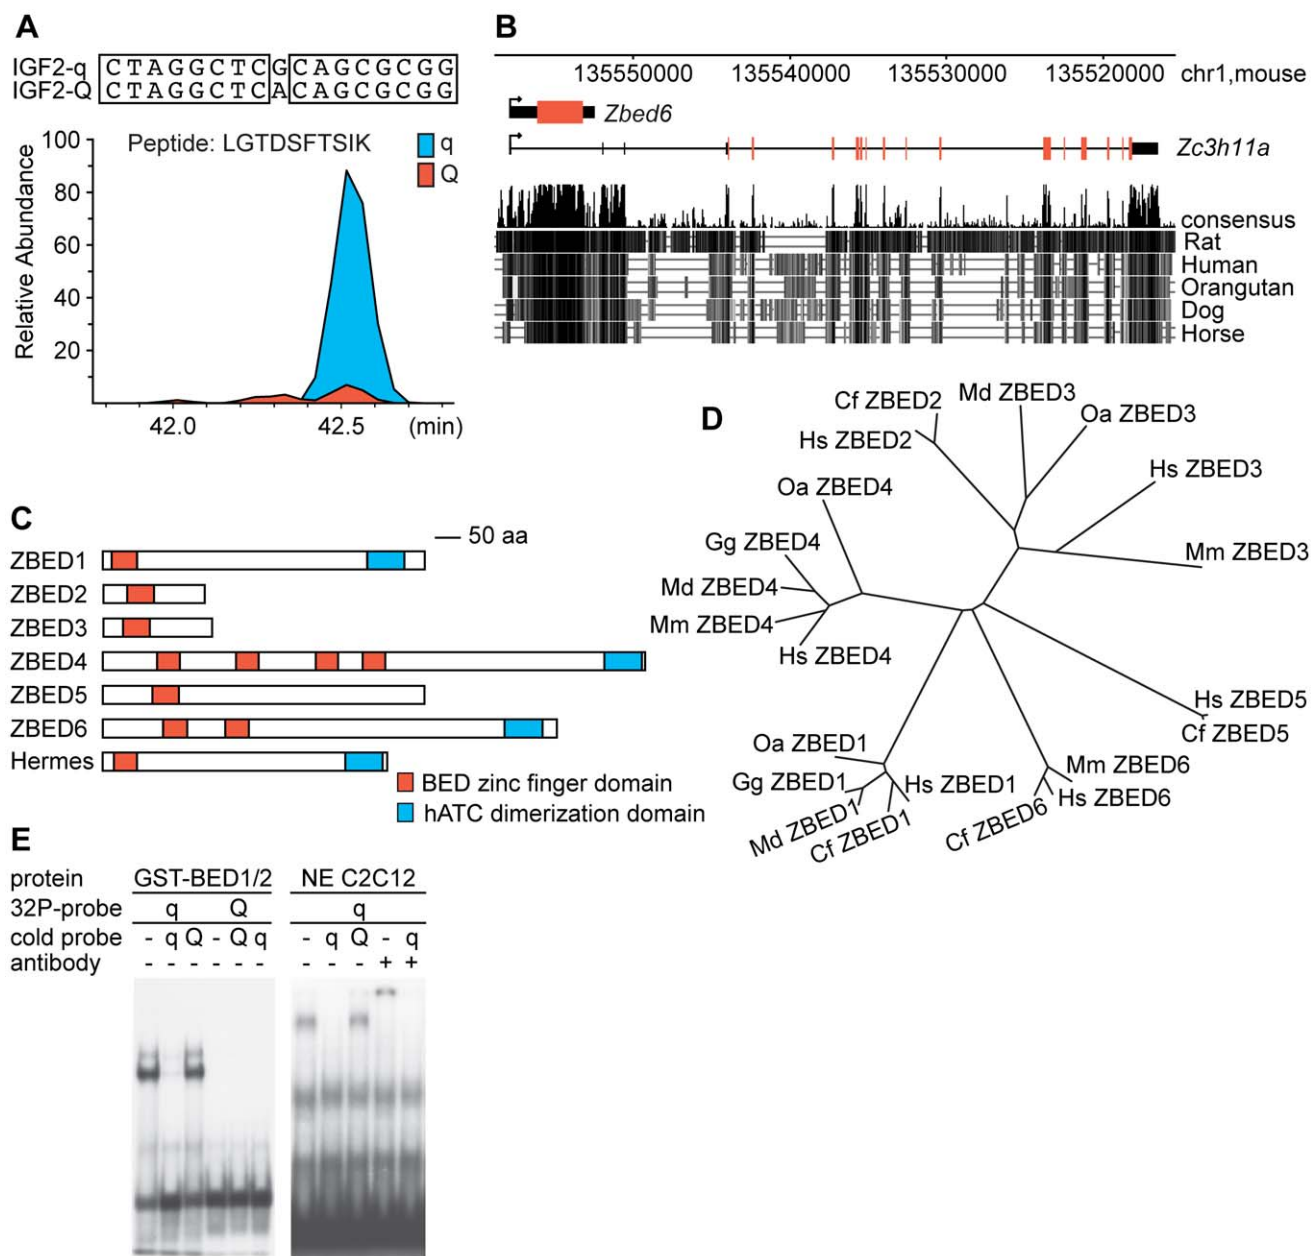 A
IGF2-q CTAGGCTCGCAGCGCGG
IGF2-Q CTAGGCTCACAGCGCGG
Peptide: LGTDSFTSIK
q
Q
Relative Abundance
100
80
60
40
20
42.0 42.5 (min)
B
135550000 135540000 135530000 135520000 chr1,mouse
Zbed6
Zc3h11a
consensus
Rat
Human
Orangutan
Dog
Horse
C
50 aa
ZBED1
ZBED2
ZBED3
ZBED4
ZBED5
ZBED6
Hermes
BED zinc finger domain
hATC dimerization domain
D
Cf ZBED2
Md ZBED3
Oa ZBED3
Hs ZBED2
Hs ZBED3
Oa ZBED4
Gg ZBED4
Mm ZBED3
Md ZBED4
Mm ZBED4
Hs ZBED4
Hs ZBED5
Cf ZBED5
Oa ZBED1
Mm ZBED6
Gg ZBED1
Hs ZBED1
Hs ZBED6
Md ZBED1
Cf ZBED1
Cf ZBED6
E
protein GST-BED1/2 NE C2C12
32P-probe q Q q
cold probe - q Q - Q q - q Q - q
antibody - - - - - - - - - + +